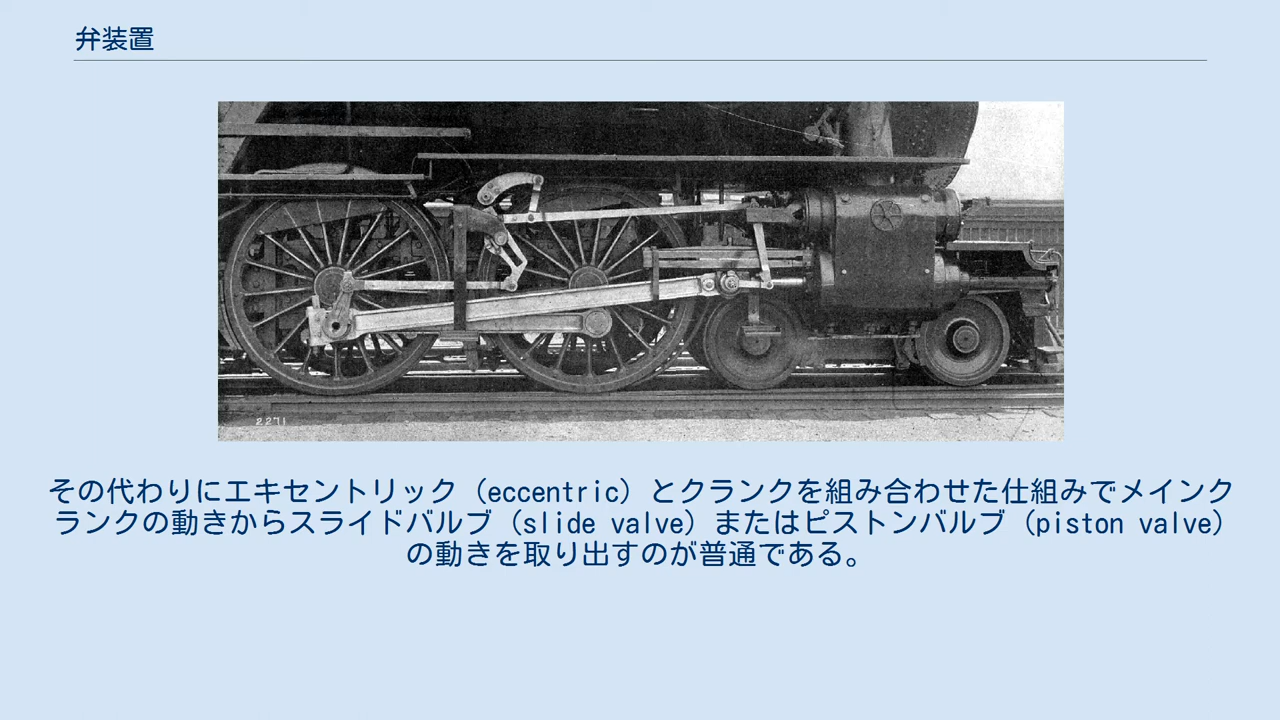 弁装置
2271
その代わりにエキセントリック（eccentric）とクランクを組み合わせた仕組みでメインク
ランクの動きからスライドバルブ（slide valve）またはピストンバルブ（piston valve）
の動きを取り出すのが普通である。